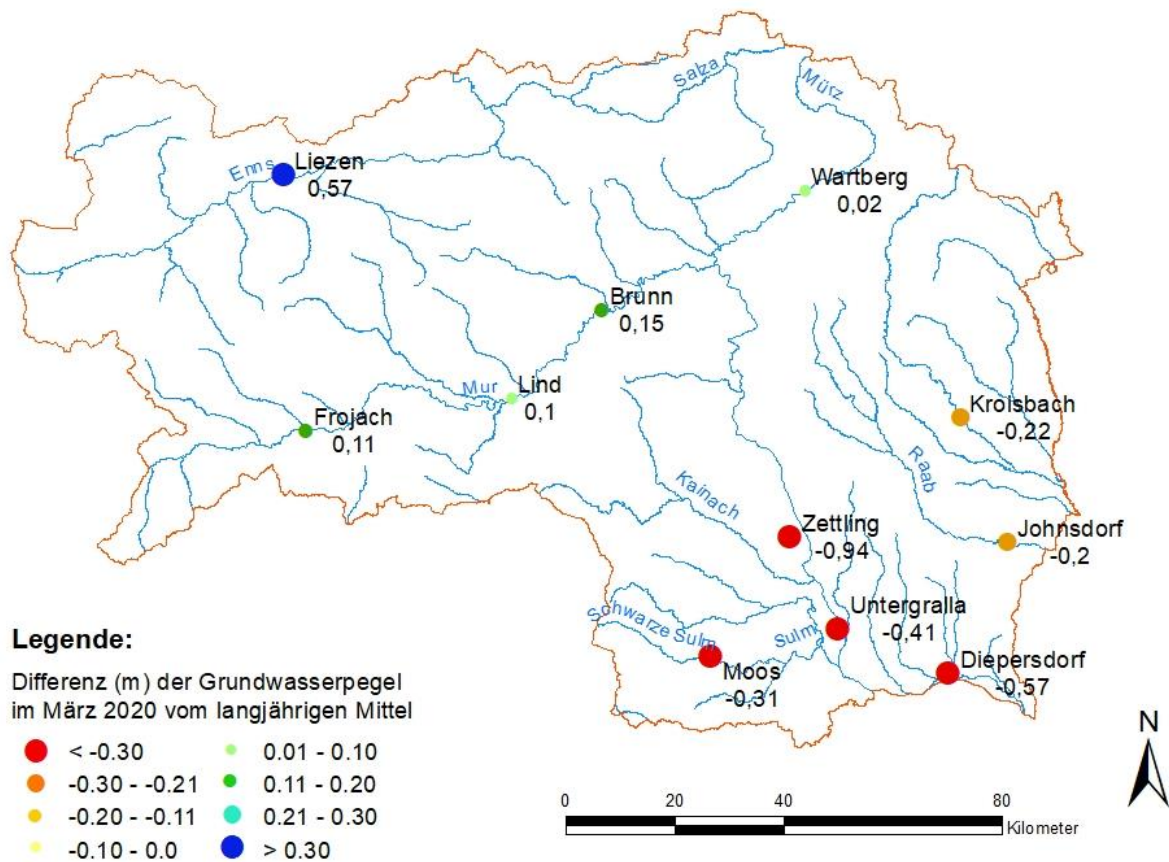 Salza
Mürz
Enns
Liezen
0,57
Wartberg
0,02
Brunn
0,15
Mur
Lind
0,1
Frojach
0,11
Kroisbach
-0,22
Raab
Kainach
Zettling
-0,94
Johnsdorf
-0,2
Untergralla
-0,41
Schwarze Sulm
Sulm
Moos
-0,31
Diepersdorf
-0,57
Legende:
Differenz (m) der Grundwasserpegel
im März 2020 vom langjährigen Mittel
< -0.30
-0.30 - -0.21
-0.20 - -0.11
-0.10 - 0.0
0.01 - 0.10
0.11 - 0.20
0.21 - 0.30
> 0.30
0 20 40 80
Kilometer
N